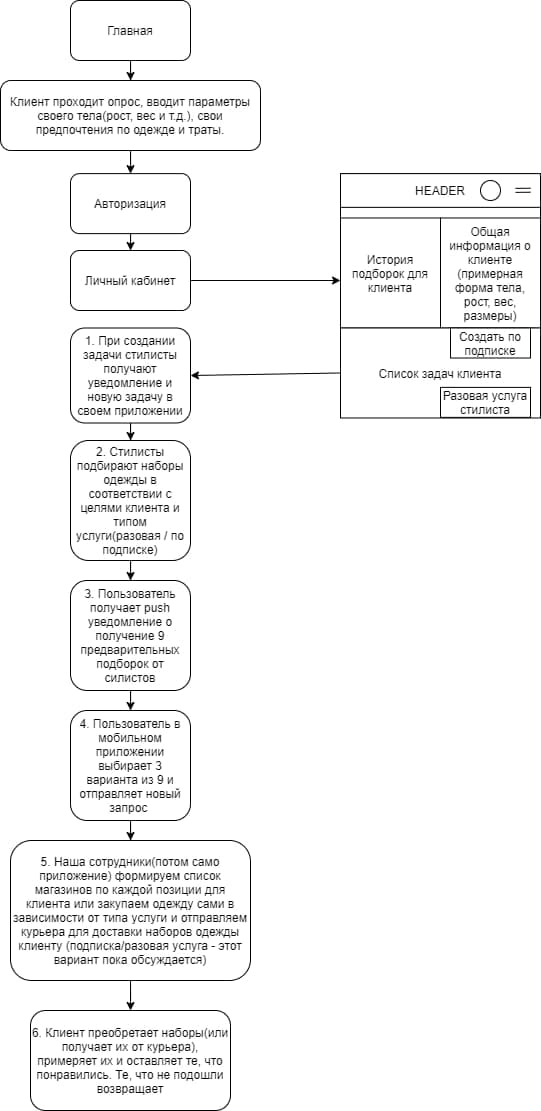 Главная
Клиент проходит опрос, вводит параметры
своего тела(рост, вес и т.д.), свои
предпочтения по одежде и траты.
Авторизация
Личный кабинет
HEADER
История
подборок для
клиента
Общая
информация о
клиенте
(примерная
форма тела,
рост, вес,
размеры)
Создать по
подписке
Список задач клиента
Разовая услуга
стилиста
1. При создании
задачи стилисты
получают
уведомление и
новую задачу в
своем приложении
2. Стилисты
подбирают наборы
одежды в
соответствии с
целями клиента и
типом
услуги(разовая / по
подписке)
3. Пользователь
получает push
уведомление о
получение 9
предварительных
подборок от
силистов
4. Пользователь в
мобильном
приложении
выбирает 3
варианта из 9 и
отправляет новый
запрос
5. Наша сотрудники(потом само
приложение) формируем список
магазинов по каждой позиции для
клиента или закупаем одежду сами в
зависимости от типа услуги и отправляем
курьера для доставки наборов одежды
клиенту (подписка/разовая услуга - этот
вариант пока обсуждается)
6. Клиент преобретает наборы(или
получает их от курьера),
примеряет их и оставляет те, что
понравились. Те, что не подошли
возвращает